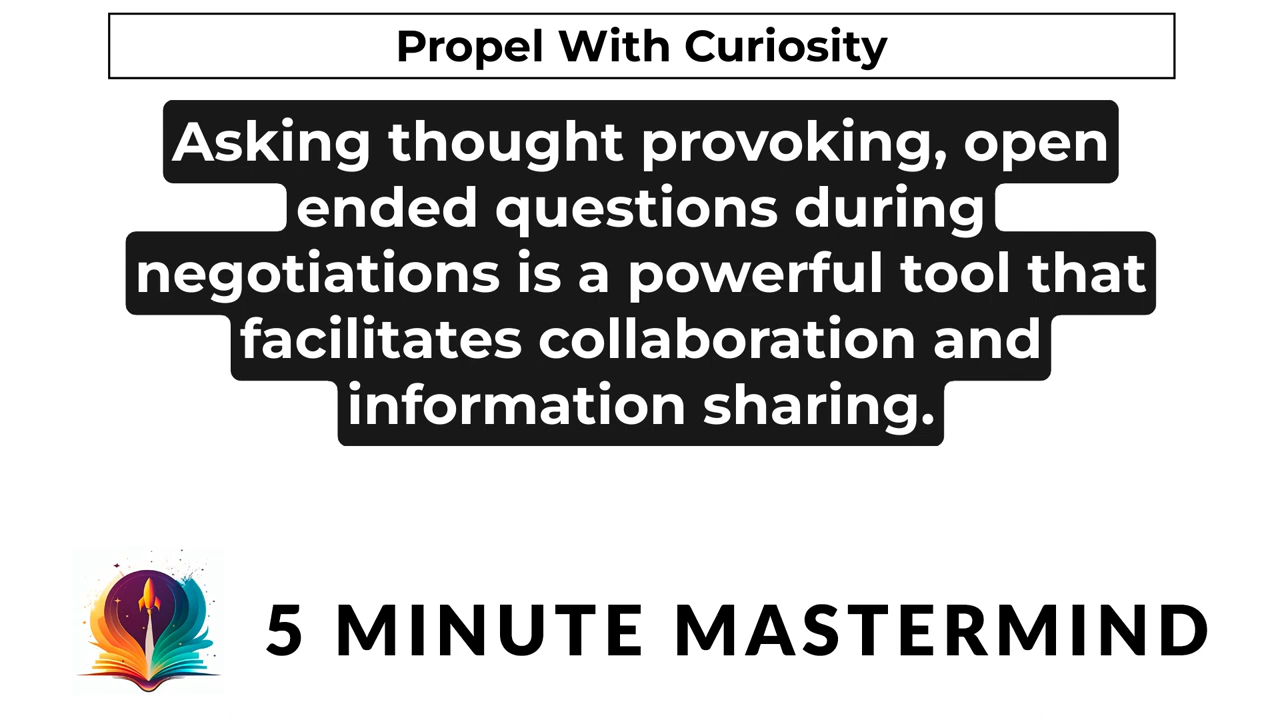 Propel With Curiosity
Asking thought provoking, open
ended questions during
negotiations is a powerful tool that
facilitates collaboration and
information sharing.
5 MINUTE MASTERMIND